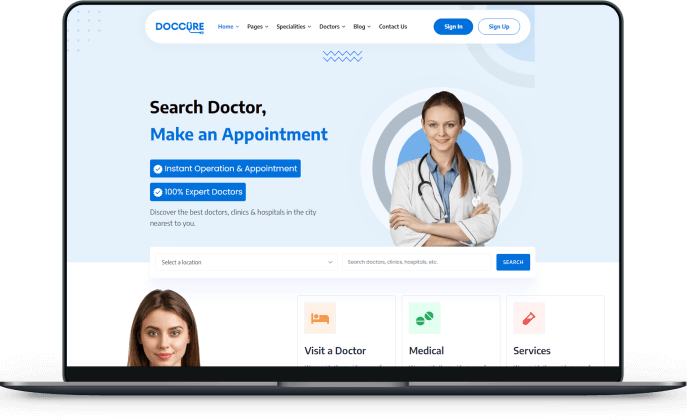 DOCCURE
Home Pages Specialities Doctors Blog Contact Us Sign In Sign Up
Search Doctor,
Make an Appointment
Instant Operation & Appointment
100% Expert Doctors
Discover the best doctors, clinics & hospitals in the city
nearest to you.
Select a location Search doctors, clinics, hospitals, etc. SEARCH
Visit a Doctor Medical Services